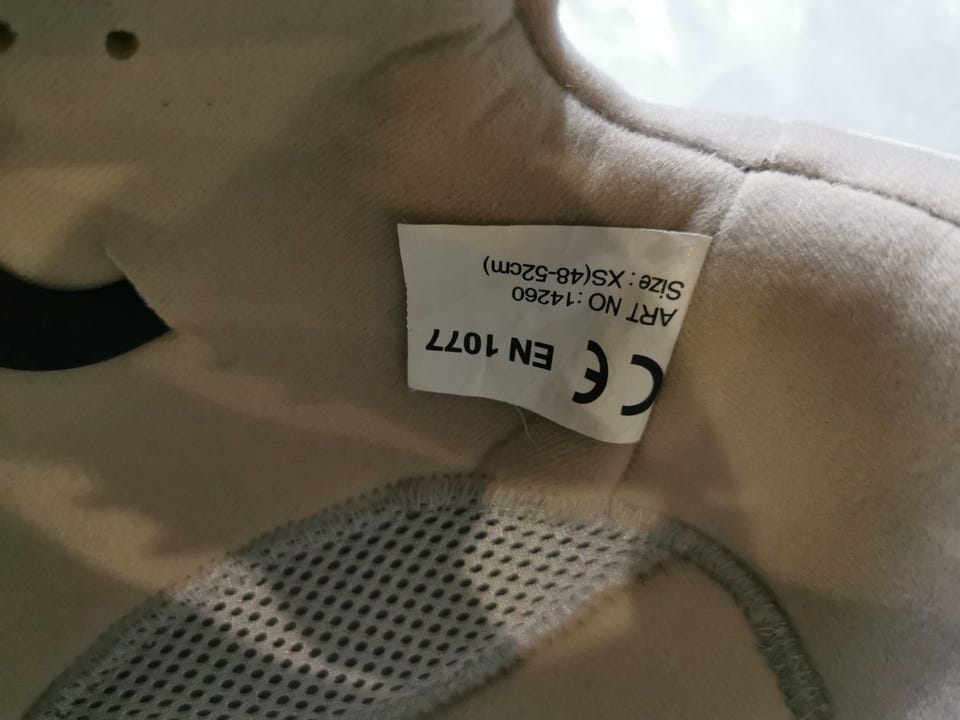 CE EN 1077
ART NO : 14260
Size : XS(48-52cm)